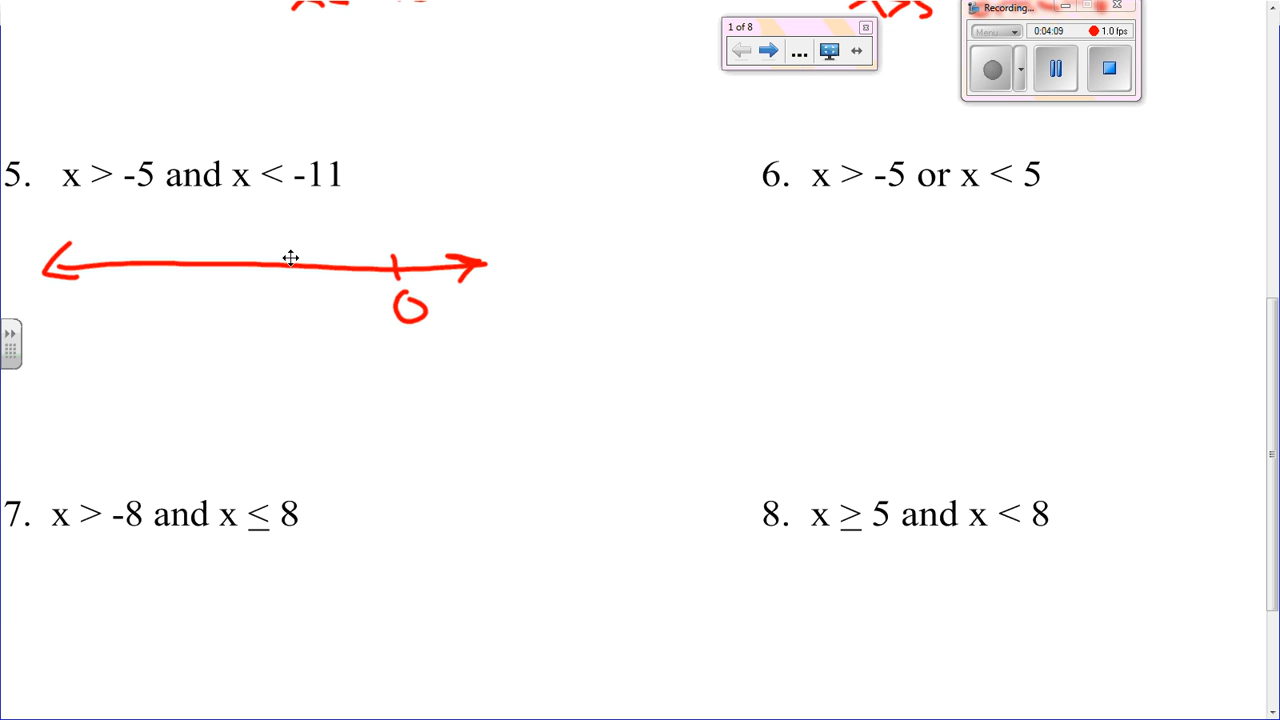 1 of 8
Recording...
Menu
0:04:09
1.0 fps
...
5. x > -5 and x < -11
6. x > -5 or x < 5
0
7. x > -8 and x ≤ 8
8. x ≥ 5 and x < 8